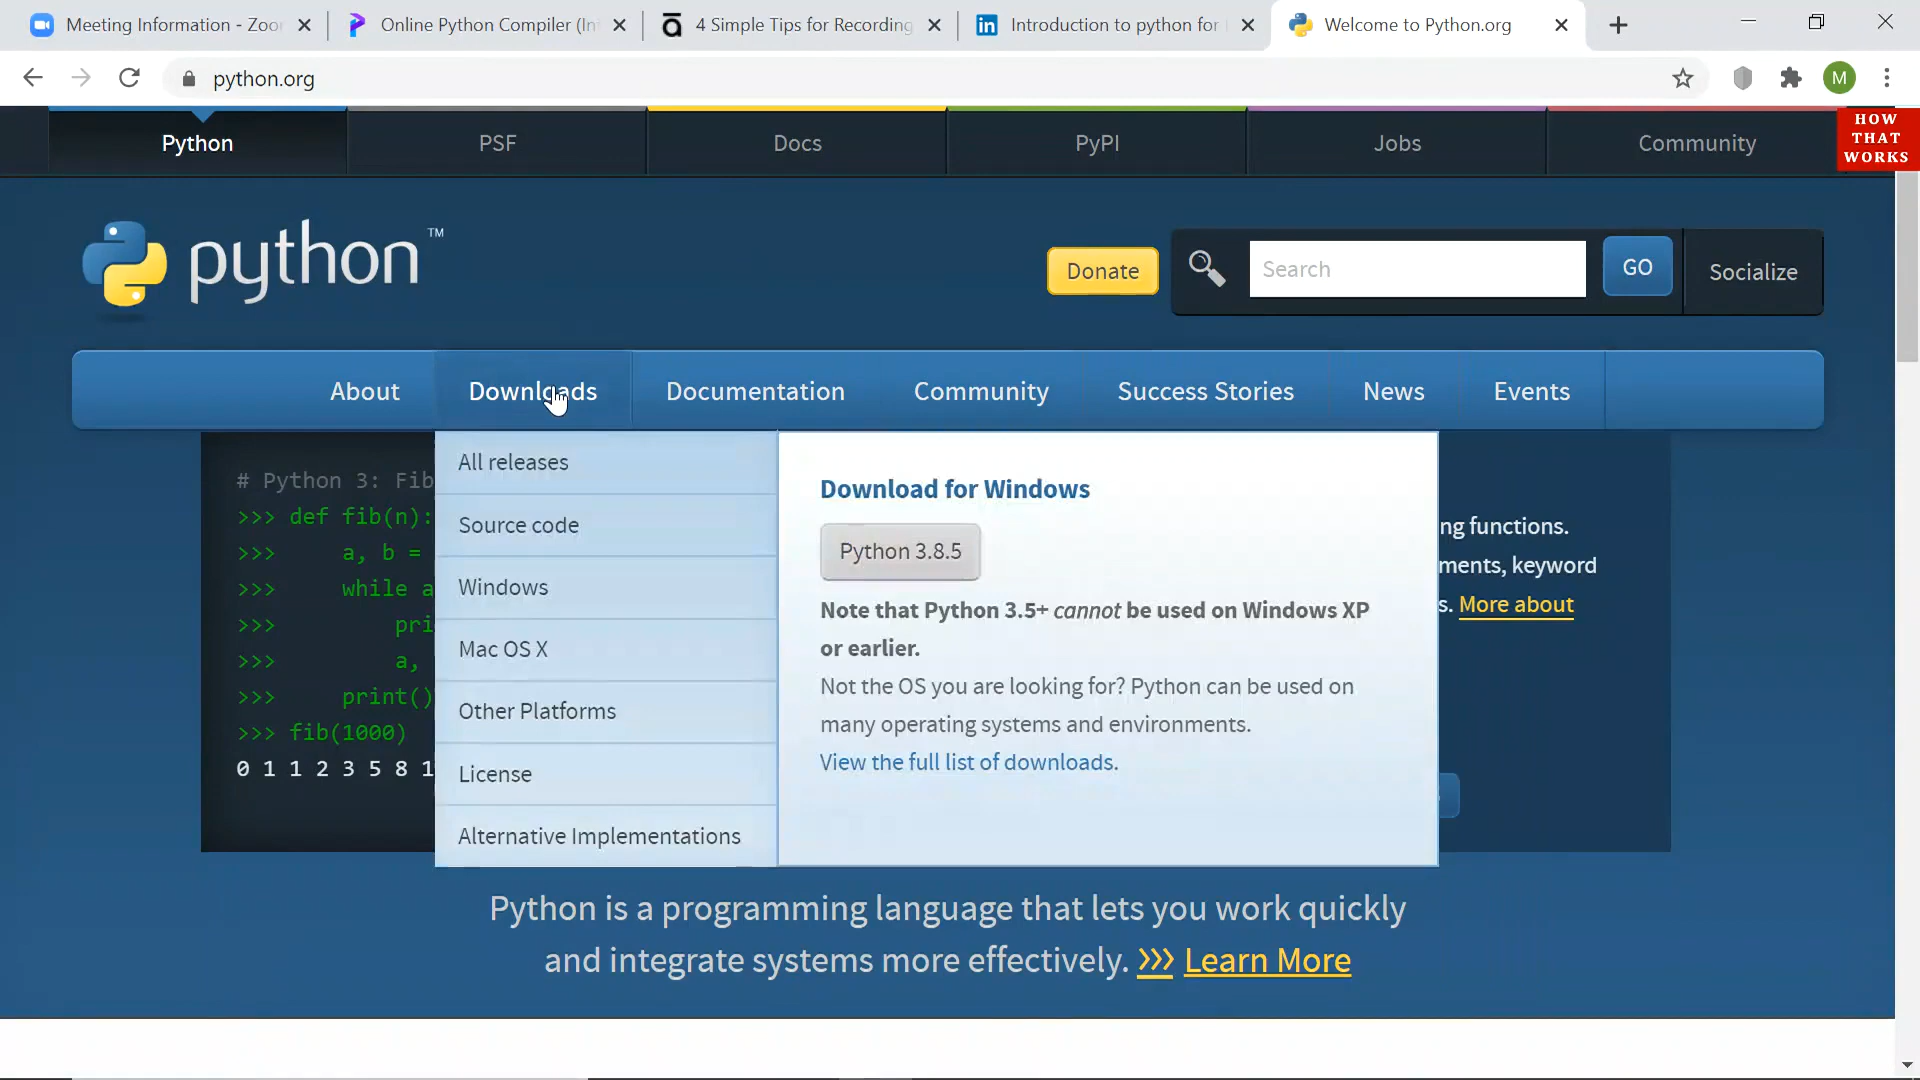 Meeting Information - Zoo
Online Python Compiler (In
4 Simple Tips for Recording
in
Introduction to python for
Welcome to Python.org
python.org
M
Python
PSF
Docs
PyPI
Jobs
Community
HOW
THAT
WORKS
python™
Donate
Search
GO
Socialize
About
Downloads
Documentation
Community
Success Stories
News
Events
# Python 3: Fib
>>> def fib(n):
>>>     a, b =
>>>     while a
>>>         pri
>>>         a,
>>>     print()
>>> fib(1000)
0 1 1 2 3 5 8 1
All releases
Source code
Windows
Mac OS X
Other Platforms
License
Alternative Implementations
Download for Windows
Python 3.8.5
Note that Python 3.5+ cannot be used on Windows XP
or earlier.
Not the OS you are looking for? Python can be used on
many operating systems and environments.
View the full list of downloads.
ng functions.
ments, keyword
s. More about
Python is a programming language that lets you work quickly
and integrate systems more effectively. >>> Learn More